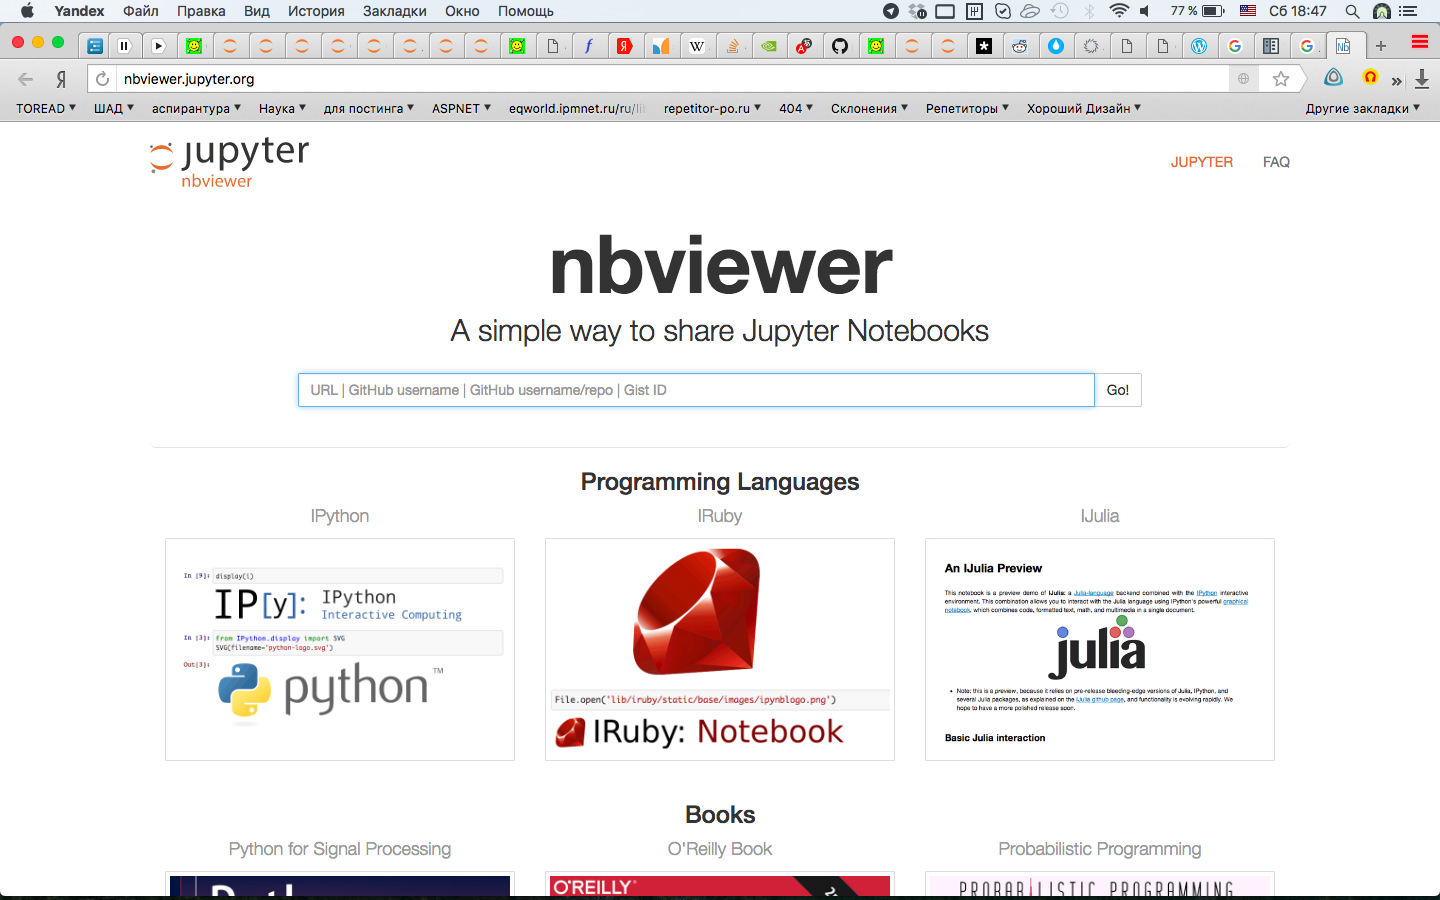 Yandex Файл Правка Вид История Закладки Окно Помощь 77 % Сб 18:47
nbviewer.jupyter.org
TOREAD ШАД аспирантура Наука для постинга ASPNET eqworld.ipmnet.ru/ru/li repetitor-po.ru 404 Склонения Репетиторы Хороший Дизайн Другие закладки
jupyter
nbviewer
JUPYTER FAQ
nbviewer
A simple way to share Jupyter Notebooks
URL | GitHub username | GitHub username/repo | Gist ID Go!
Programming Languages
IPython IRuby IJulia
In [9]: display(i)
IP[y]: IPython
Interactive Computing
In [3]: from IPython.display import SVG
SVG(filename='python-logo.svg')
Out[3]:
python™
File.open('lib/iruby/static/base/images/ipynblogo.png')
IRuby: Notebook
An IJulia Preview
This notebook is a preview demo of IJulia: a Julia-language backend combined with the IPython interactive
environment. This combination allows you to interact with the Julia language using IPython's powerful graphical
notebook, which combines code, formatted text, math, and multimedia in a single document.
julia
• Note: this is a preview, because it relies on pre-release bleeding-edge versions of Julia, IPython, and
several Julia packages, as explained on the IJulia github page, and functionality is evolving rapidly. We
hope to have a more polished release soon.
Basic Julia interaction
Books
Python for Signal Processing O'Reilly Book Probabilistic Programming
O'REILLY
PROBABILISTIC PROGRAMMING